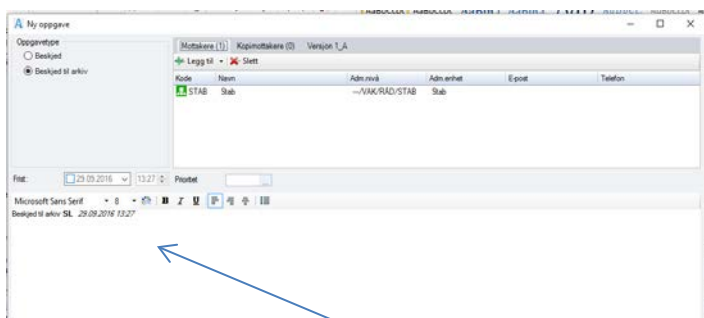 Ny oppgave
Oppgavetype
Beskjed
Beskjed til arkiv
Mottakere (1) Kopimottakere (0) Versjon 1_A
Legg til Slett
Kode Navn Adm.nivå Adm.enhet E-post Telefon
STAB Stab ---/VAK/RÅD/STAB Stab
Frist: 29.09.2016 13:27 Prioritet ...
Microsoft Sans Serif 8 B I U
Beskjed til arkiv SL 29.09.2016 13:27